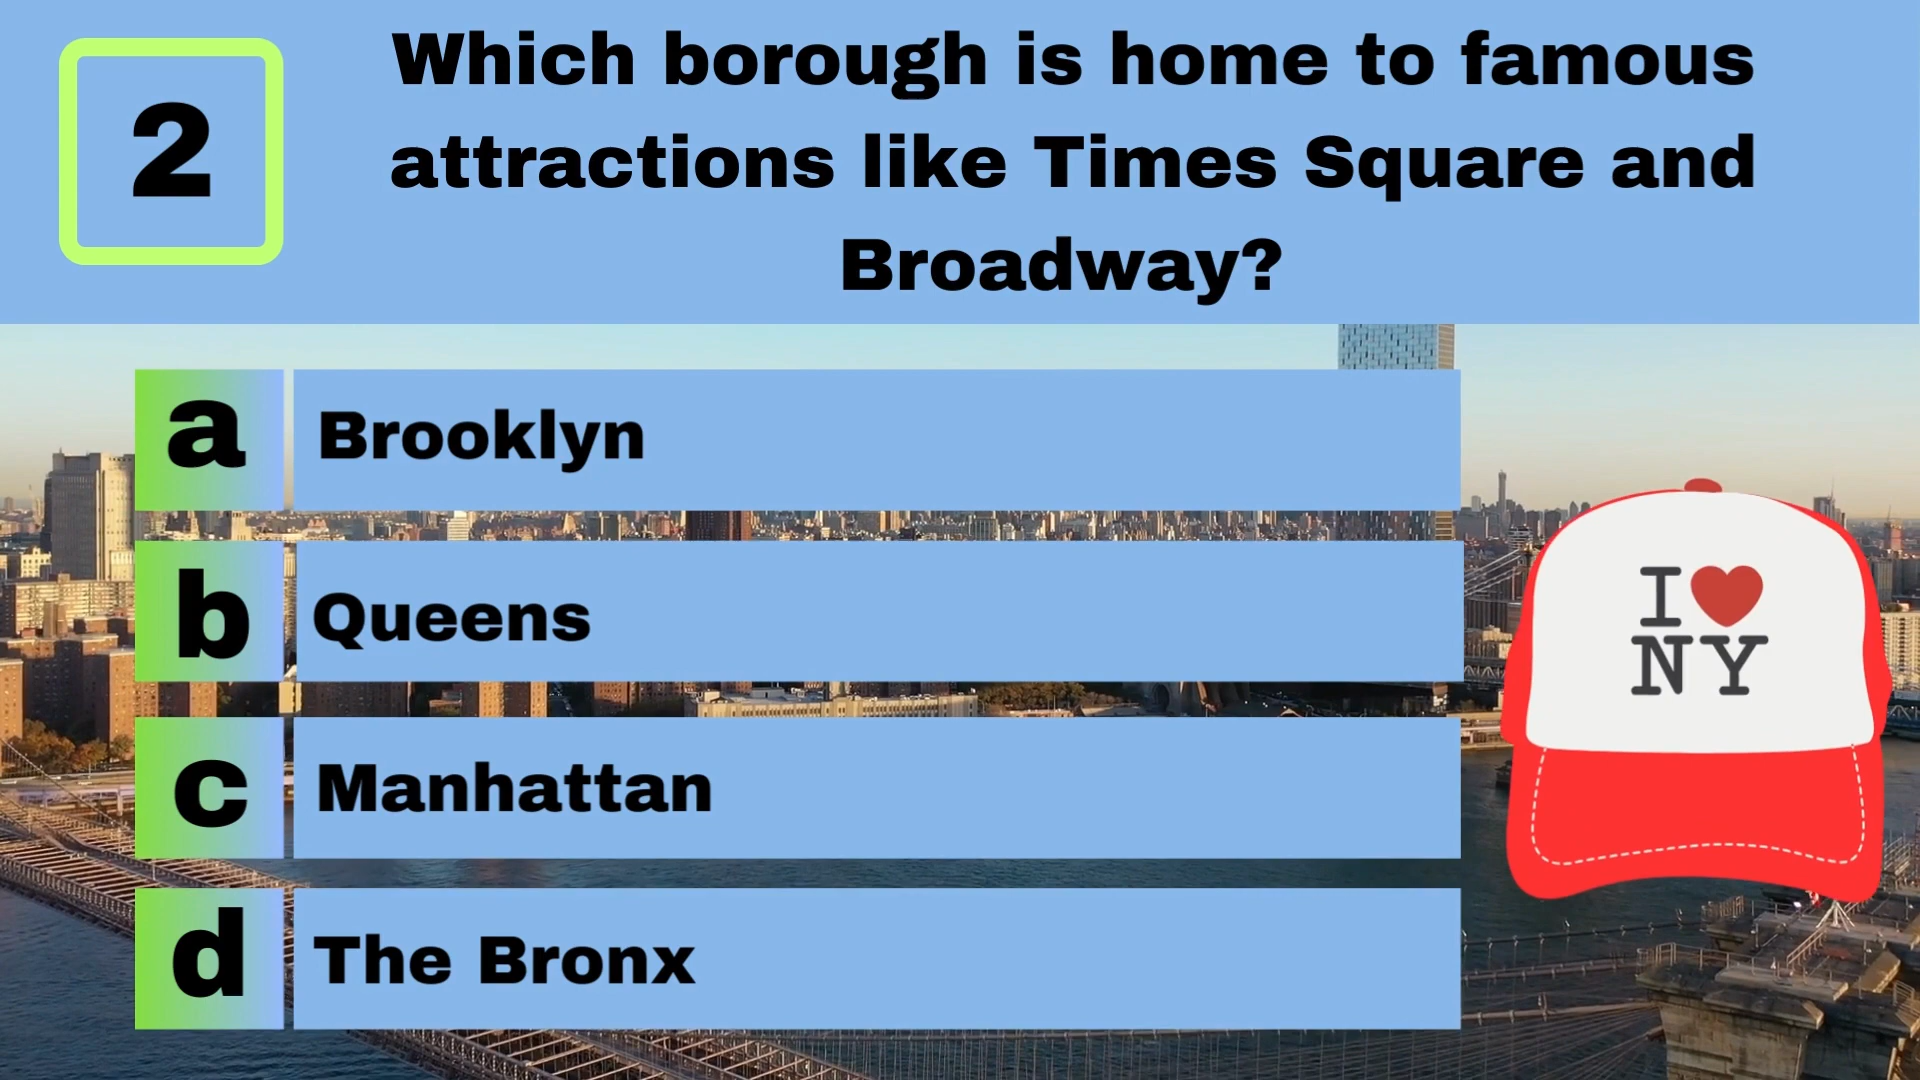 2
Which borough is home to famous
attractions like Times Square and
Broadway?
a Brooklyn
b Queens
c Manhattan
d The Bronx
I ❤
NY